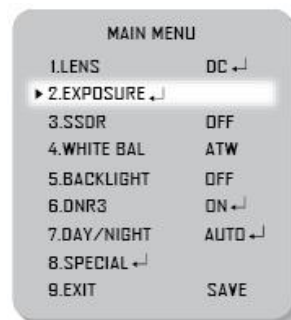 MAIN MENU
1.LENS DC ↵
▶ 2.EXPOSURE ↵
3.SSDR OFF
4.WHITE BAL ATW
5.BACKLIGHT OFF
6.DNR3 ON ↵
7.DAY/NIGHT AUTO ↵
8.SPECIAL ↵
9.EXIT SAVE